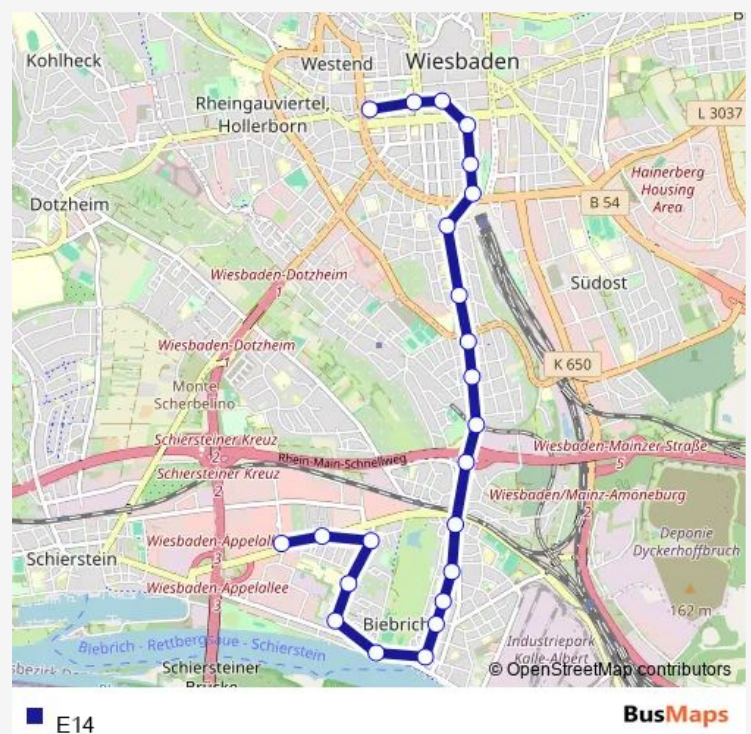 B
Kohlheck
Westend
Wiesbaden
Rheingauviertel,
Hollerborn
L 3037
Hainerberg
Housing
Area
Dotzheim
B 54
Wiesbaden-Dotzheim
1
Südost
Wiesbaden-Dotzheim
1
K 650
Monte
Scherbelino
Schiersteiner Kreuz
2
Rhein-Main-Schnellweg
Wiesbaden-Mainzer Straße
5
Schiersteiner Kreuz
2
Wiesbaden/Mainz-Amöneburg
2
Deponie
Dyckerhoffbruch
Wiesbaden-Appelall
3
Schierstein
Wiesbaden-Appelallee
3
162 m
Biebrich
Biebrich - Rettbergsaue - Schierstein
Industriepark
Kalle-Albert
Schiersteiner
Brücke
© OpenStreetMap contributors
E14
BusMaps